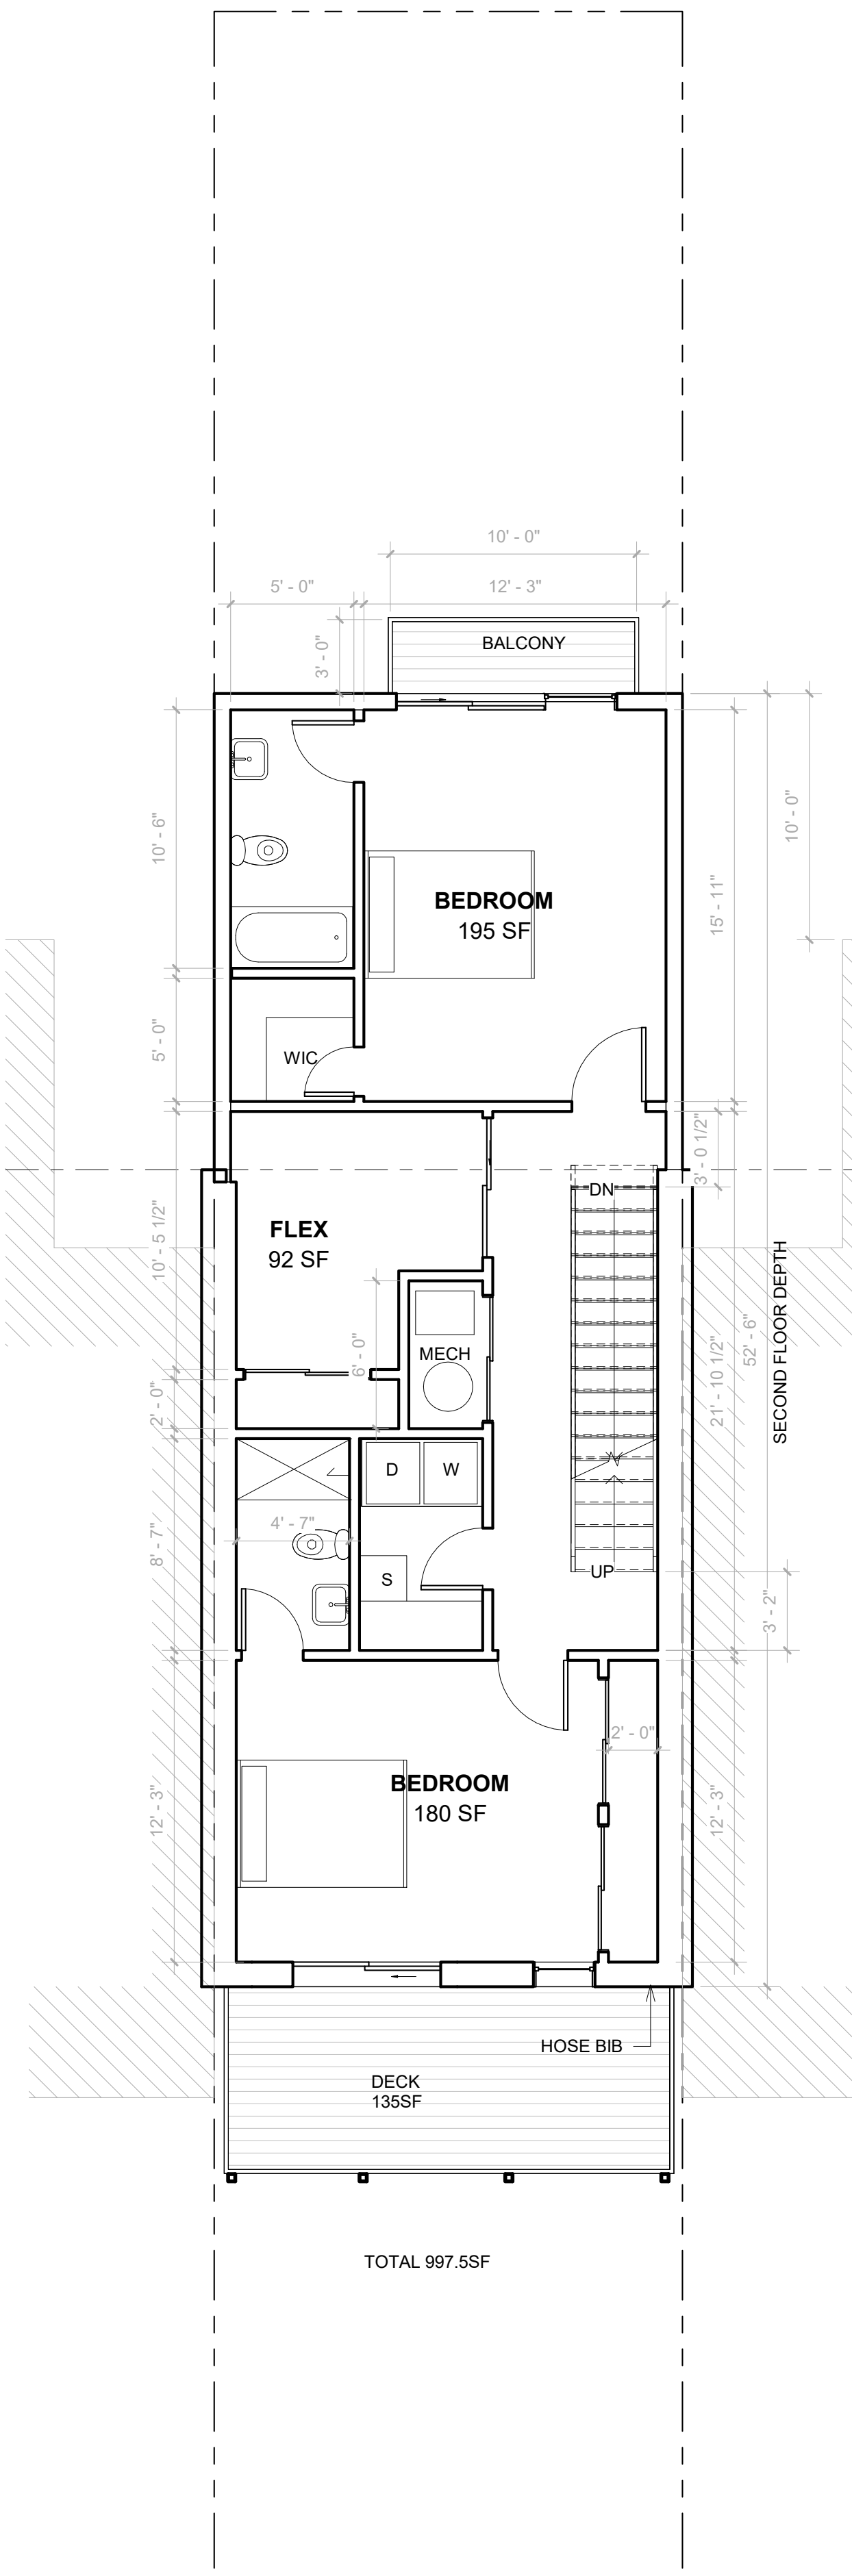 10' - 0"
5' - 0"
12' - 3"
3' - 0"
BALCONY
10' - 6"
10' - 0"
15' - 11"
BEDROOM
195 SF
5' - 0"
WIC
3' - 0 1/2"
DN
FLEX
92 SF
10' - 5 1/2"
SECOND FLOOR DEPTH
52' - 6"
6' - 0"
MECH
21' - 10 1/2"
2' - 0"
D
W
4' - 7"
8' - 7"
S
UP
3' - 2"
2' - 0"
BEDROOM
180 SF
12' - 3"
12' - 3"
HOSE BIB
DECK
135SF
TOTAL 997.5SF